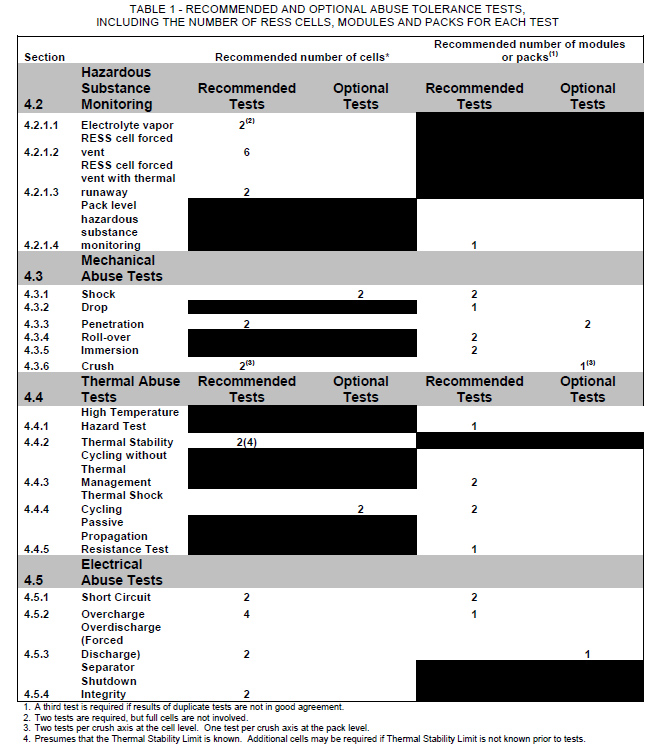 TABLE 1 - RECOMMENDED AND OPTIONAL ABUSE TOLERANCE TESTS,
INCLUDING THE NUMBER OF RESS CELLS, MODULES AND PACKS FOR EACH TEST
Section Recommended number of cells* Recommended number of modules or packs(1)
4.2 Hazardous Substance Monitoring Recommended Tests Optional Tests Recommended Tests Optional Tests
4.2.1.1 Electrolyte vapor 2(2)
4.2.1.2 RESS cell forced vent 6
4.2.1.3 RESS cell forced vent with thermal runaway 2
4.2.1.4 Pack level hazardous substance monitoring 1
4.3 Mechanical Abuse Tests
4.3.1 Shock 2 2
4.3.2 Drop 1
4.3.3 Penetration 2 2
4.3.4 Roll-over 2
4.3.5 Immersion 2
4.3.6 Crush 2(3) 1(3)
4.4 Thermal Abuse Tests Recommended Tests Optional Tests Recommended Tests Optional Tests
4.4.1 High Temperature Hazard Test 1
4.4.2 Thermal Stability 2(4)
4.4.3 Cycling without Thermal Management 2
4.4.4 Thermal Shock Cycling 2 2
4.4.5 Passive Propagation Resistance Test 1
4.5 Electrical Abuse Tests
4.5.1 Short Circuit 2 2
4.5.2 Overcharge 4 1
4.5.3 Overdischarge (Forced Discharge) 2 1
4.5.4 Separator Shutdown Integrity 2
1. A third test is required if results of duplicate tests are not in good agreement.
2. Two tests are required, but full cells are not involved.
3. Two tests per crush axis at the cell level. One test per crush axis at the pack level.
4. Presumes that the Thermal Stability Limit is known. Additional cells may be required if Thermal Stability Limit is not known prior to tests.